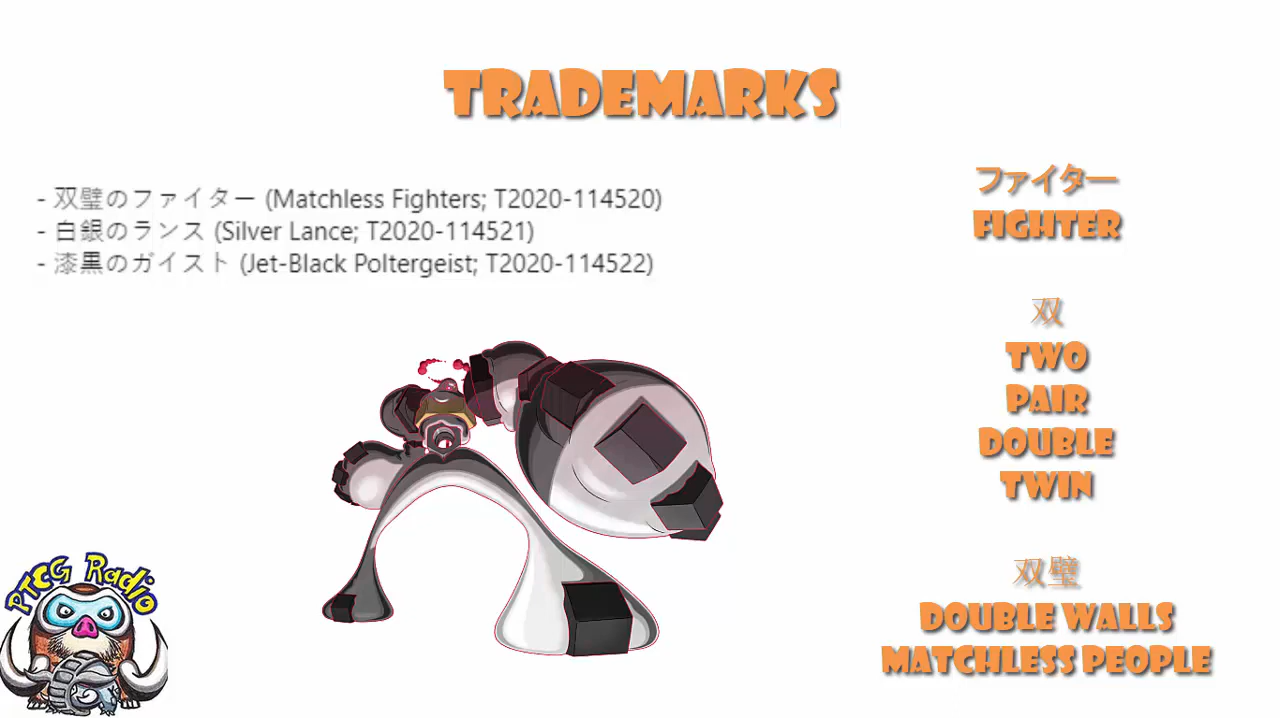 TRADEMARKS
- 双璧のファイター (Matchless Fighters; T2020-114520)
- 白銀のランス (Silver Lance; T2020-114521)
- 漆黒のガイスト (Jet-Black Poltergeist; T2020-114522)
ファイター
FIGHTER
双
TWO
PAIR
DOUBLE
TWIN
双璧
DOUBLE WALLS
MATCHLESS PEOPLE
PTCG Radio